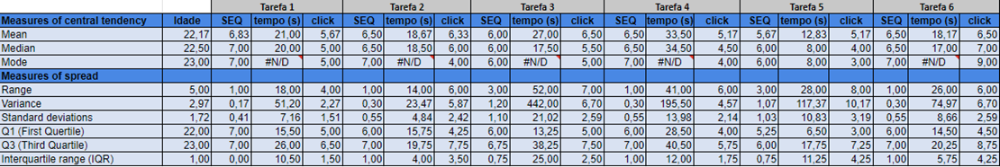 Tarefa 1 Tarefa 2 Tarefa 3 Tarefa 4 Tarefa 5 Tarefa 6
Measures of central tendency Idade SEQ tempo (s) click SEQ tempo (s) click SEQ tempo (s) click SEQ tempo (s) click SEQ tempo (s) click SEQ tempo (s) click
Mean 22,17 6,83 21,00 5,67 6,50 18,67 6,33 6,00 27,00 6,50 6,50 33,50 5,17 5,67 12,83 5,17 6,50 18,17 6,50
Median 22,50 7,00 20,00 5,00 6,50 18,50 6,00 6,00 17,50 5,50 6,50 34,50 4,50 6,00 8,00 4,00 6,50 17,00 7,00
Mode 23,00 7,00 #N/D 5,00 7,00 #N/D 4,00 6,00 #N/D 5,00 7,00 #N/D 4,00 6,00 8,00 3,00 7,00 #N/D 9,00
Measures of spread
Range 5,00 1,00 18,00 4,00 1,00 14,00 6,00 3,00 52,00 7,00 1,00 41,00 6,00 3,00 28,00 8,00 1,00 26,00 6,00
Variance 2,97 0,17 51,20 2,27 0,30 23,47 5,87 1,20 442,00 6,70 0,30 195,50 4,57 1,07 117,37 10,17 0,30 74,97 6,70
Standard deviations 1,72 0,41 7,16 1,51 0,55 4,84 2,42 1,10 21,02 2,59 0,55 13,98 2,14 1,03 10,83 3,19 0,55 8,66 2,59
Q1 (First Quertile) 22,00 7,00 15,50 5,00 6,00 15,75 4,25 6,00 13,25 5,00 6,00 28,50 4,00 5,25 6,50 3,00 6,00 14,50 4,50
Q3 (Third Quartile) 23,00 7,00 26,00 6,50 7,00 19,75 7,75 6,75 38,25 7,50 7,00 40,50 5,75 6,00 17,75 7,25 7,00 20,25 8,75
Interquartile range (IQR) 1,00 0,00 10,50 1,50 1,00 4,00 3,50 0,75 25,00 2,50 1,00 12,00 1,75 0,75 11,25 4,25 1,00 5,75 4,25